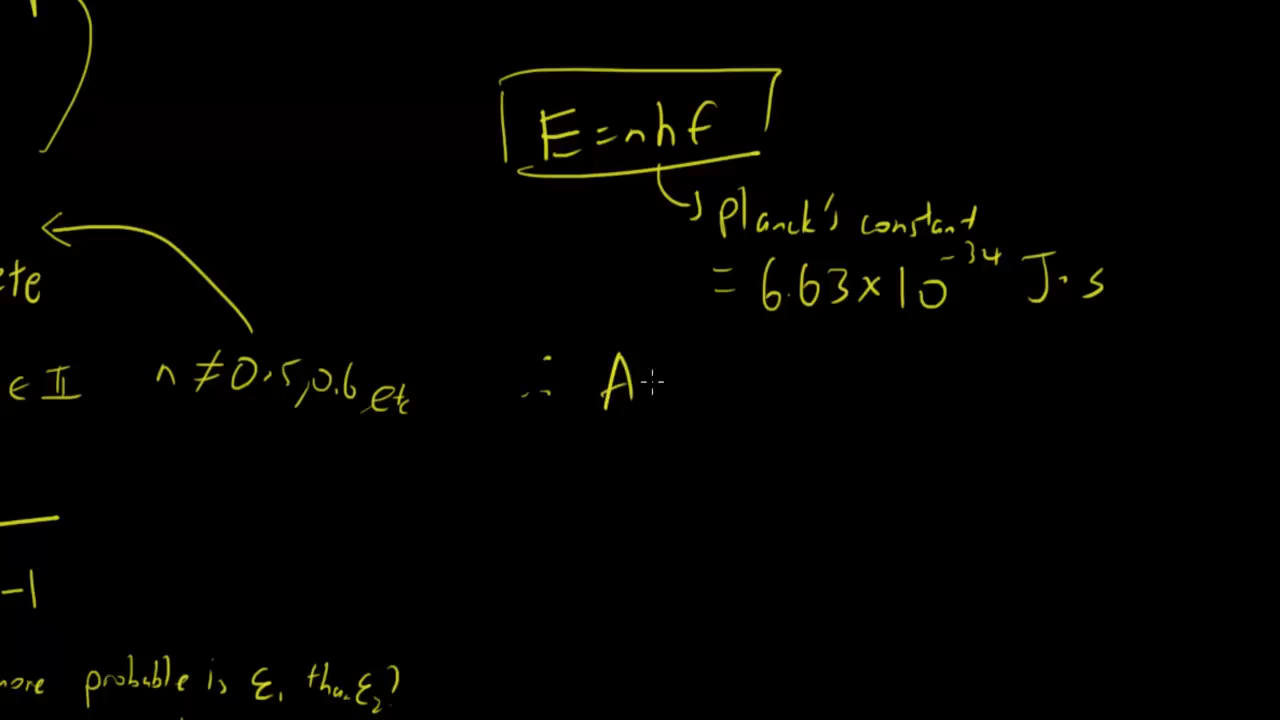 E=nhf
Planck's constant
= 6.63×10⁻³⁴ J·s
ete
∈ II n ≠ 0.5, 0.6 etc ∴ A
-1
more probable is ε₁ than ε₂?